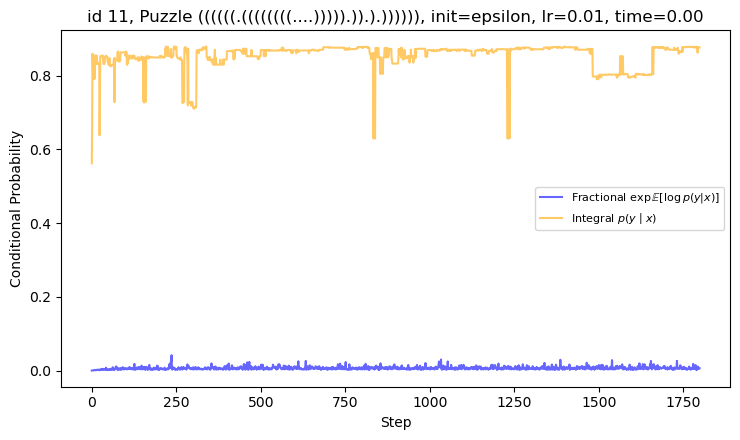 id 11, Puzzle ((((((.((((((((....))))).)).).)))))), init=epsilon, lr=0.01, time=0.00
Conditional Probability
0.8
0.6
0.4
0.2
0.0
Fractional exp𝔼[log p(y|x)]
Integral p(y | x)
0 250 500 750 1000 1250 1500 1750
Step